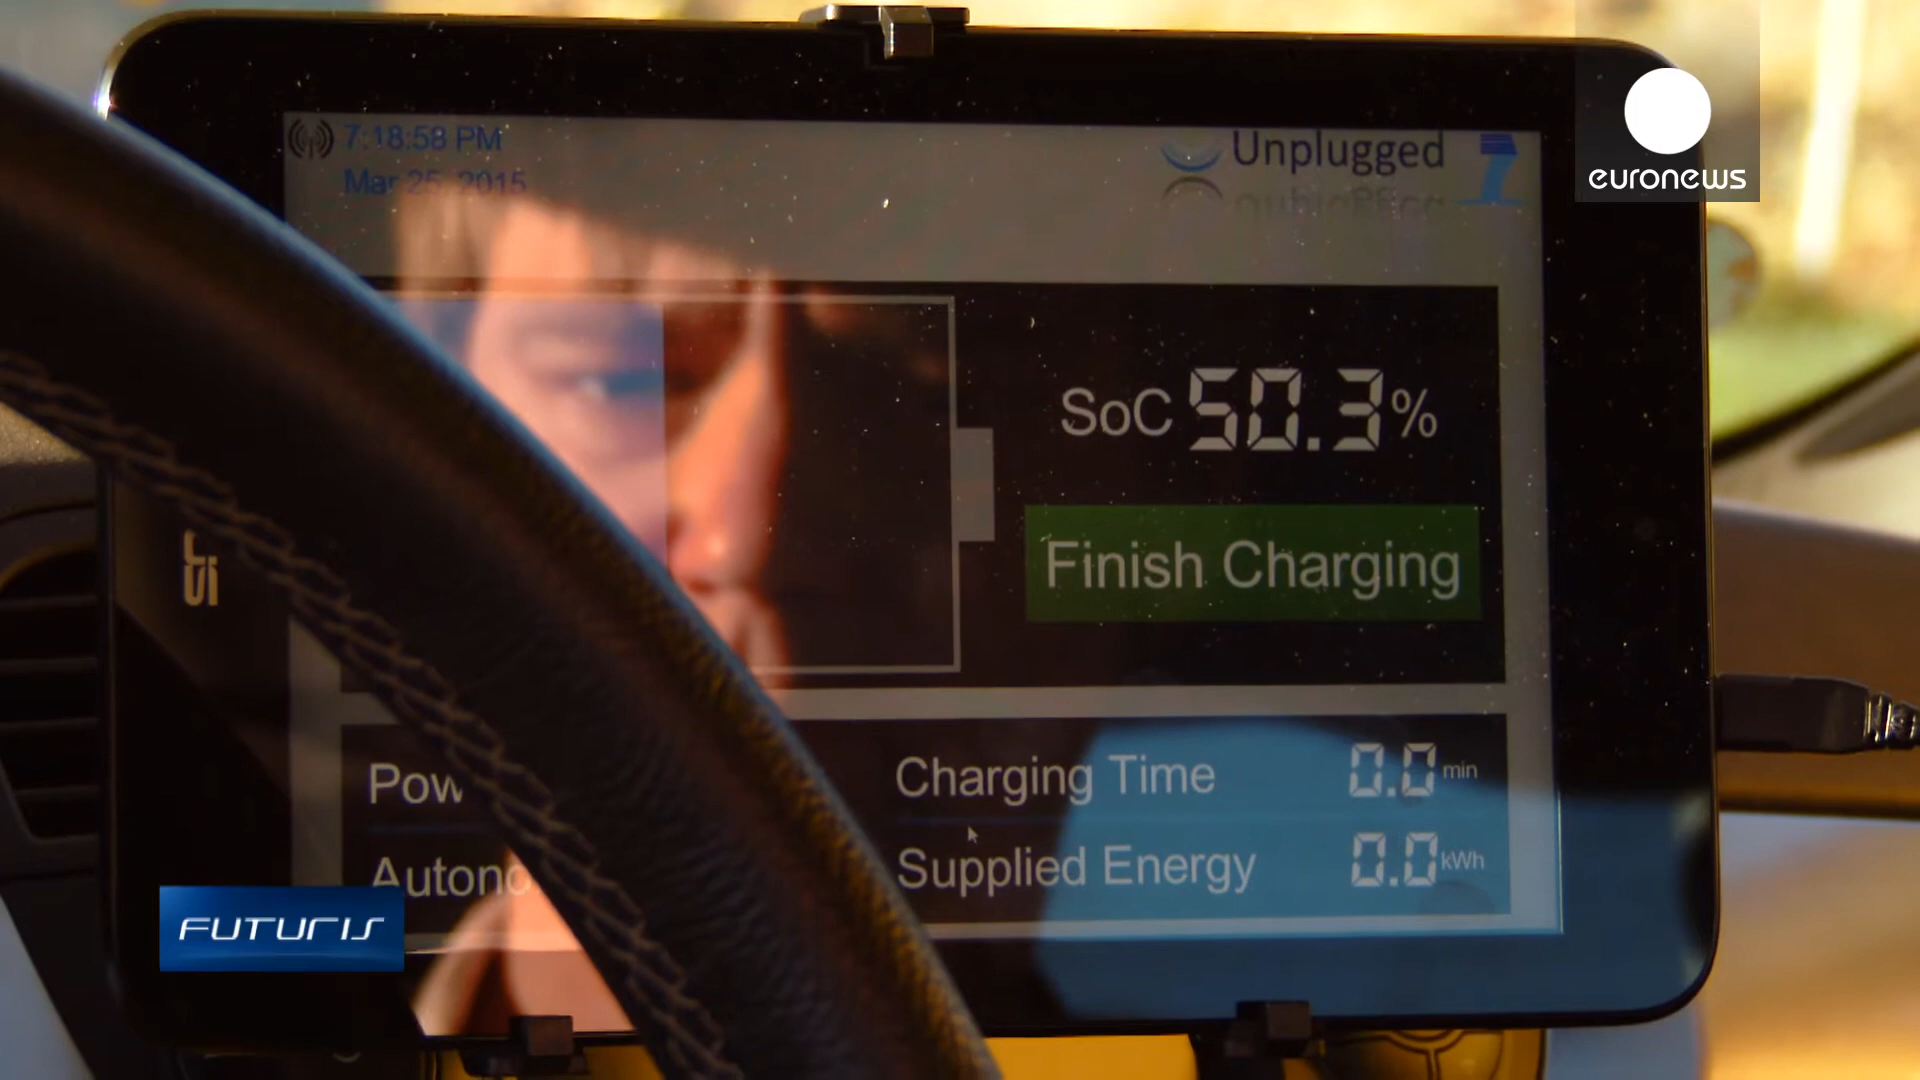 7:18:58 PM
Mar 25, 2015
Unplugged
euronews
SoC 50.3%
Finish Charging
Pow
Charging Time 0.0 min
Autono
Supplied Energy 0.0 kWh
FUTURIS